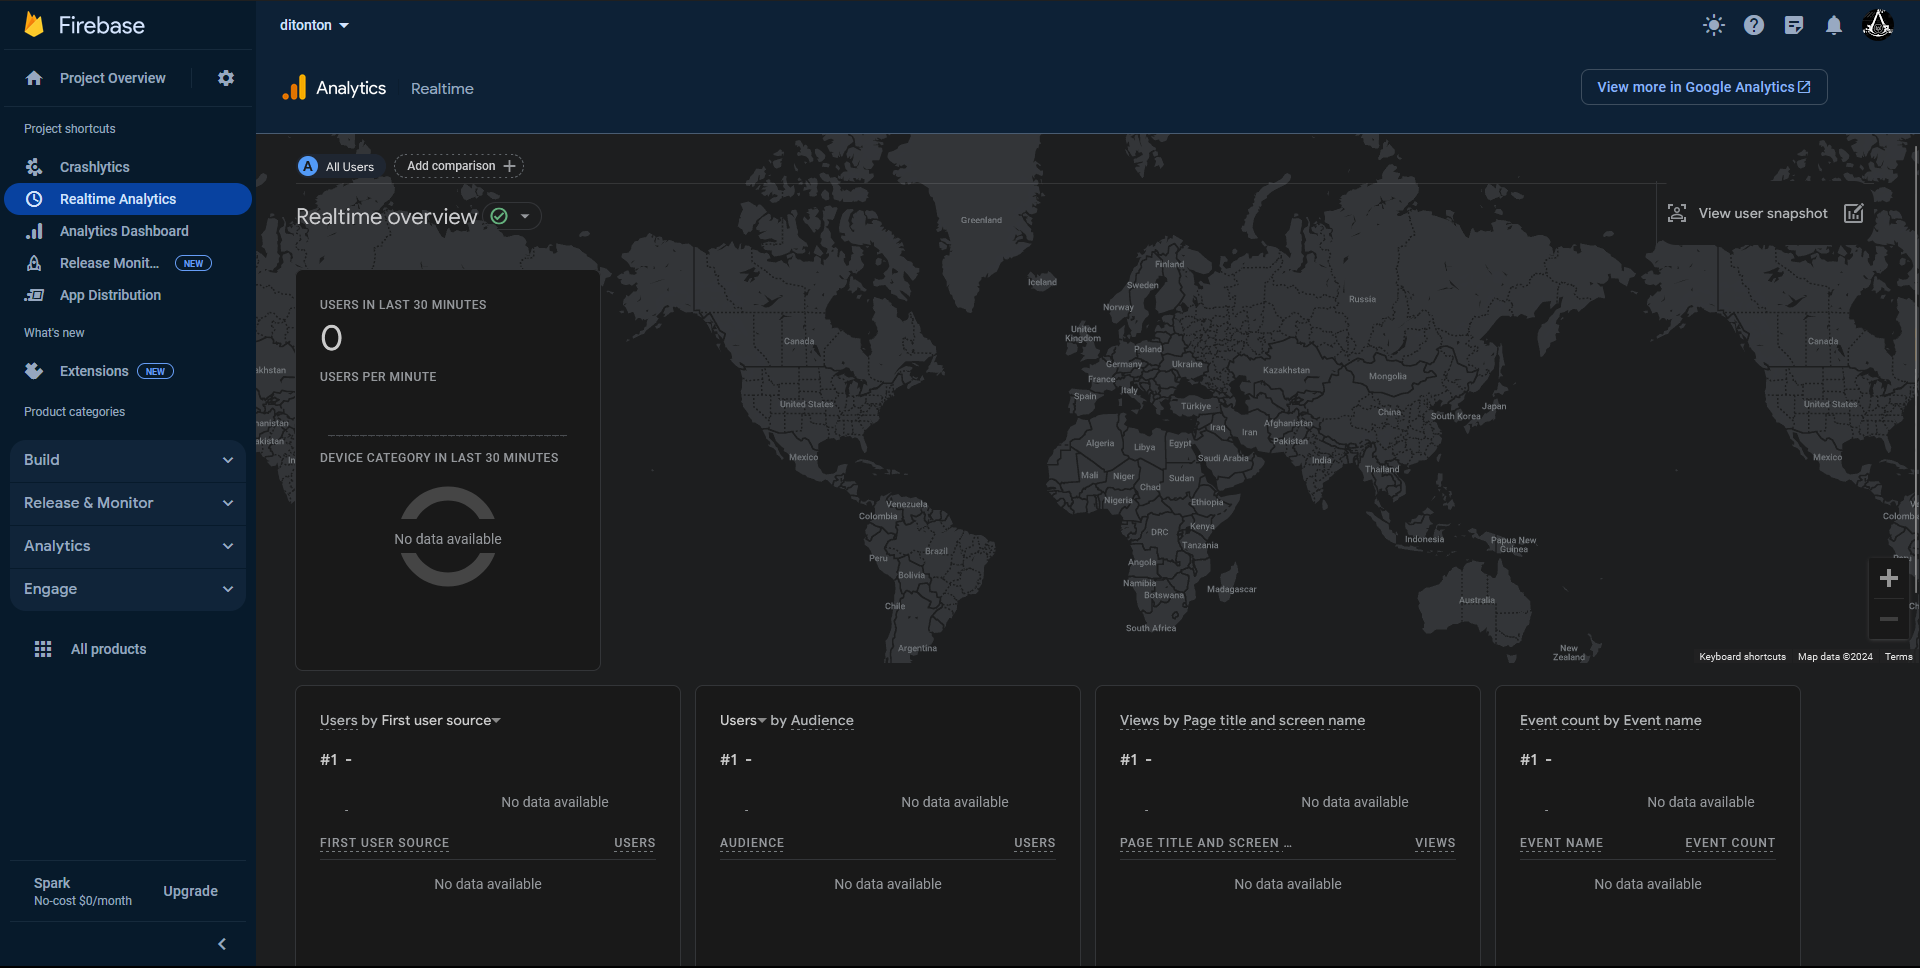 Firebase
ditonton
Project Overview
Analytics
Realtime
View more in Google Analytics
Project shortcuts
Crashlytics
Realtime Analytics
Analytics Dashboard
Release Monit...
NEW
App Distribution
What's new
Extensions
NEW
Product categories
Build
Release & Monitor
Analytics
Engage
All products
Spark
No-cost $0/month
Upgrade
A
All Users
Add comparison
Realtime overview
View user snapshot
USERS IN LAST 30 MINUTES
0
USERS PER MINUTE
DEVICE CATEGORY IN LAST 30 MINUTES
No data available
Greenland
Iceland
Finland
Sweden
Norway
Russia
United
Kingdom
Poland
Germany
Ukraine
France
Italy
Spain
Türkiye
Kazakhstan
Mongolia
China
South Korea
Japan
Iraq
Iran
Afghanistan
Pakistan
India
Thailand
Saudi Arabia
Algeria
Libya
Egypt
Mali
Niger
Chad
Sudan
Nigeria
Ethiopia
DRC
Kenya
Tanzania
Angola
Namibia
Botswana
Madagascar
South Africa
Indonesia
Papua New
Guinea
Australia
New
Zealand
Canada
United States
Mexico
Venezuela
Colombia
Peru
Brazil
Bolivia
Chile
Argentina
Canada
United States
Mexico
Keyboard shortcuts
Map data ©2024
Terms
Users by First user source
#1 -
-
No data available
FIRST USER SOURCE
USERS
No data available
Users by Audience
#1 -
-
No data available
AUDIENCE
USERS
No data available
Views by Page title and screen name
#1 -
-
No data available
PAGE TITLE AND SCREEN ...
VIEWS
No data available
Event count by Event name
#1 -
-
No data available
EVENT NAME
EVENT COUNT
No data available